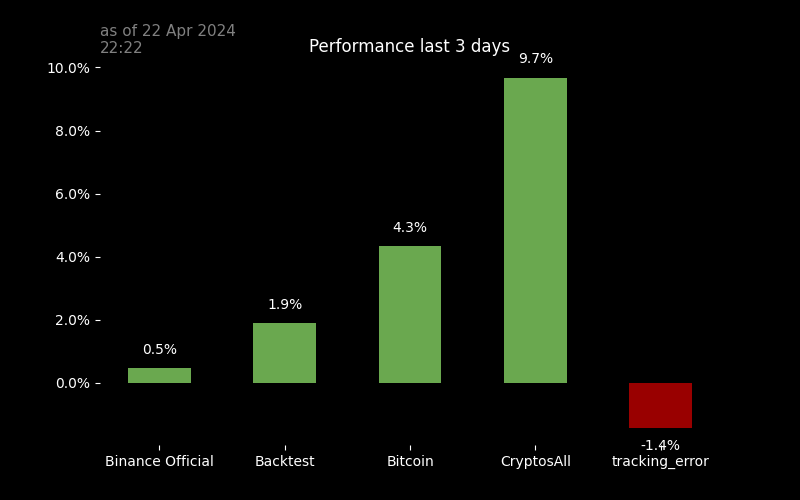 as of 22 Apr 2024
22:22
Performance last 3 days
10.0%
8.0%
6.0%
4.0%
2.0%
0.0%
0.5%
1.9%
4.3%
9.7%
-1.4%
Binance Official
Backtest
Bitcoin
CryptosAll
tracking_error